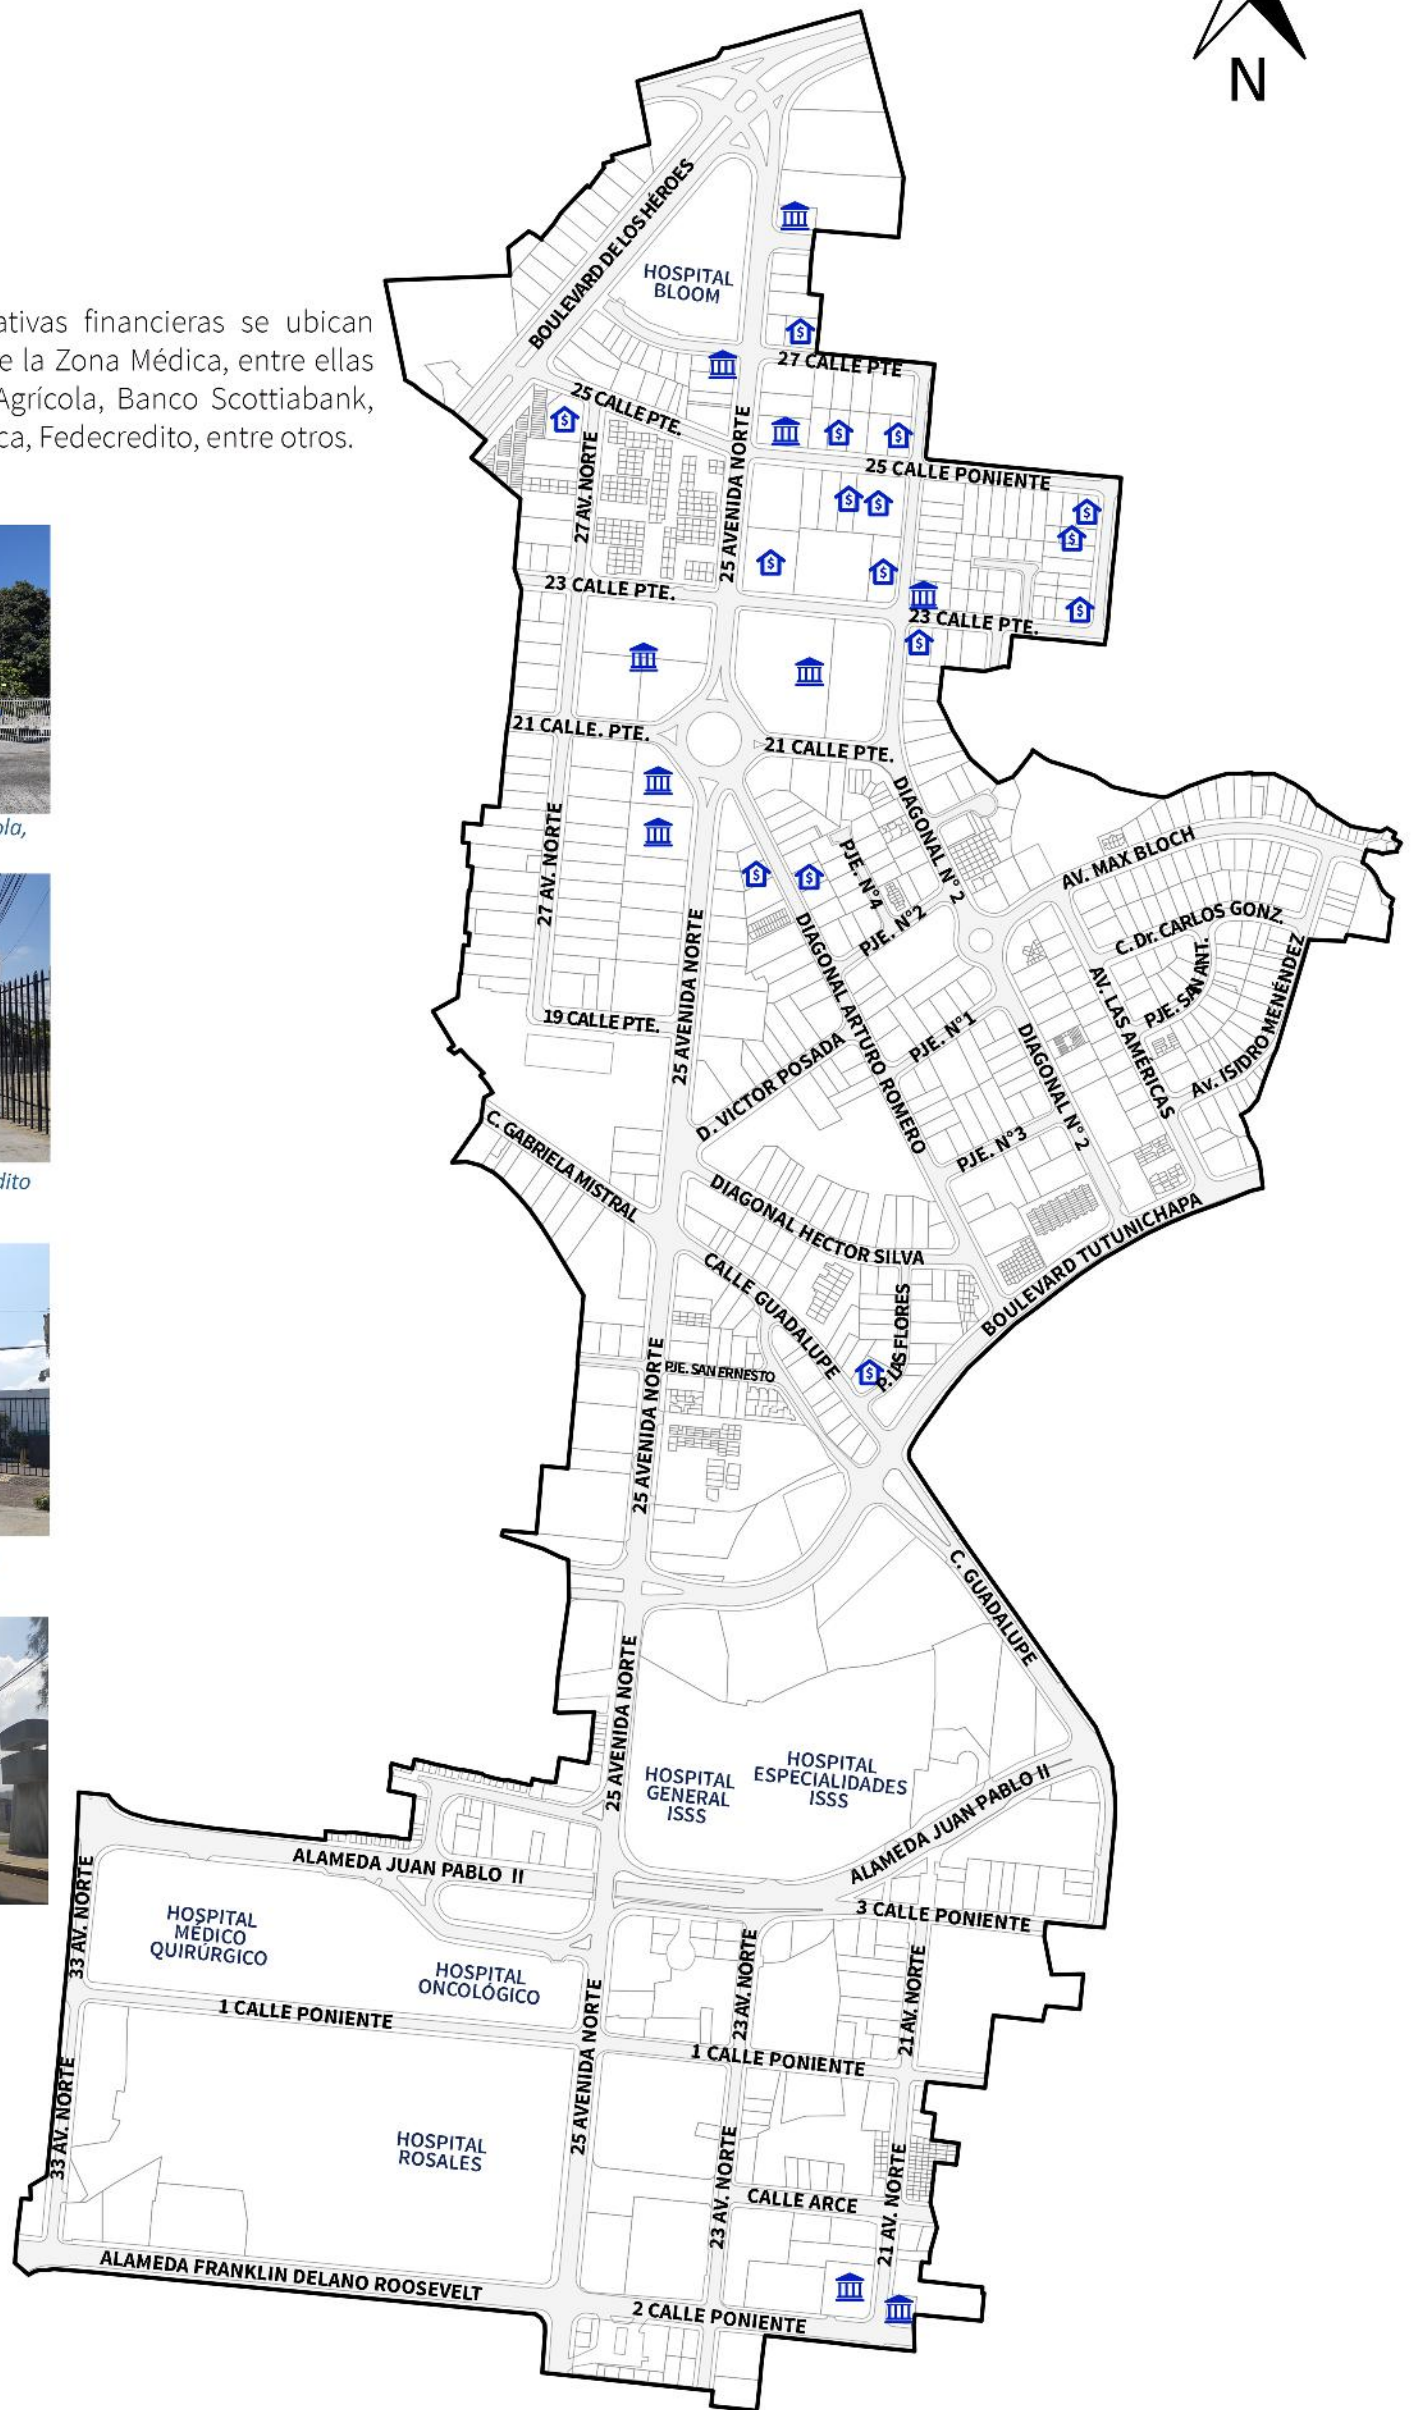 N
ativas financieras se ubican
e la Zona Médica, entre ellas
Agrícola, Banco Scottiabank,
ca, Fedecredito, entre otros.
ola,
dito
BOULEVARD DE LOS HÉROES
HOSPITAL
BLOOM
27 CALLE PTE
25 CALLE PTE.
25 AVENIDA NORTE
27 AV. NORTE
25 CALLE PONIENTE
23 CALLE PTE.
23 CALLE PTE.
21 CALLE. PTE.
21 CALLE PTE.
DIAGONAL N° 2
27 AV. NORTE
PJE. N°4
PJE. N°2
AV. MAX BLOCH
C. Dr. CARLOS GONZ.
PJE. SAN ANT.
AV. ISIDRO MENÉNDEZ
AV. LAS AMÉRICAS
25 AVENIDA NORTE
DIAGONAL ARTURO ROMERO
19 CALLE PTE.
PJE. N°1
DIAGONAL N° 2
D. VICTOR POSADA
PJE. N°3
C. GABRIELA MISTRAL
DIAGONAL HECTOR SILVA
BOULEVARD TUTUNICHAPA
CALLE GUADALUPE
P. LAS FLORES
PJE. SAN ERNESTO
25 AVENIDA NORTE
C. GUADALUPE
25 AVENIDA NORTE
HOSPITAL
GENERAL
ISSS
HOSPITAL
ESPECIALIDADES
ISSS
ALAMEDA JUAN PABLO II
ALAMEDA JUAN PABLO II
3 CALLE PONIENTE
33 AV. NORTE
HOSPITAL
MÉDICO
QUIRÚRGICO
HOSPITAL
ONCOLÓGICO
23 AV. NORTE
21 AV. NORTE
1 CALLE PONIENTE
1 CALLE PONIENTE
25 AVENIDA NORTE
33 AV. NORTE
HOSPITAL
ROSALES
23 AV. NORTE
CALLE ARCE
21 AV. NORTE
ALAMEDA FRANKLIN DELANO ROOSEVELT
2 CALLE PONIENTE